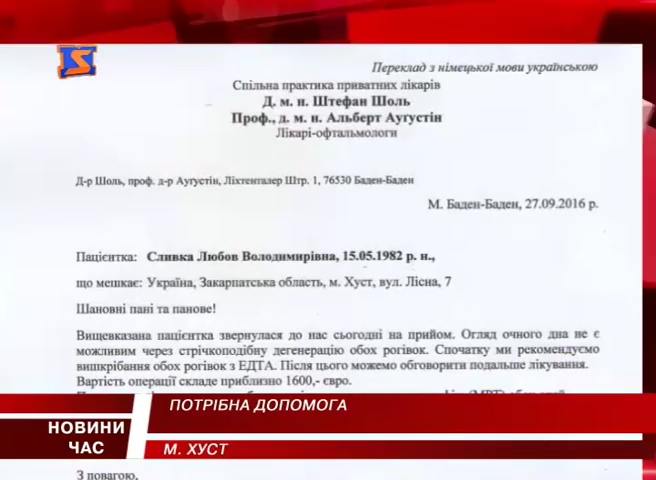 Переклад з німецької мови українською
Спільна практика приватних лікарів
Д. м. н. Штефан Шоль
Проф., д. м. н. Альберт Ауґустін
Лікарі-офтальмологи
Д-р Шоль, проф. д-р Ауґустін, Ліхтенталер Штр. 1, 76530 Баден-Баден
М. Баден-Баден, 27.09.2016 р.
Пацієнтка: Сливка Любов Володимирівна, 15.05.1982 р. н.,
що мешкає: Україна, Закарпатська область, м. Хуст, вул. Лісна, 7
Шановні пані та панове!
Вищевказана пацієнтка звернулася до нас сьогодні на прийом. Огляд очного дна не є
можливим через стрічкоподібну дегенерацію обох рогівок. Спочатку ми рекомендуємо
вишкрібання обох рогівок з ЕДТА. Після цього можемо обговорити подальше лікування.
Вартість операції складе приблизно 1600,- євро.
ПОТРІБНА ДОПОМОГА
НОВИНИ
ЧАС
М. ХУСТ
З повагою,